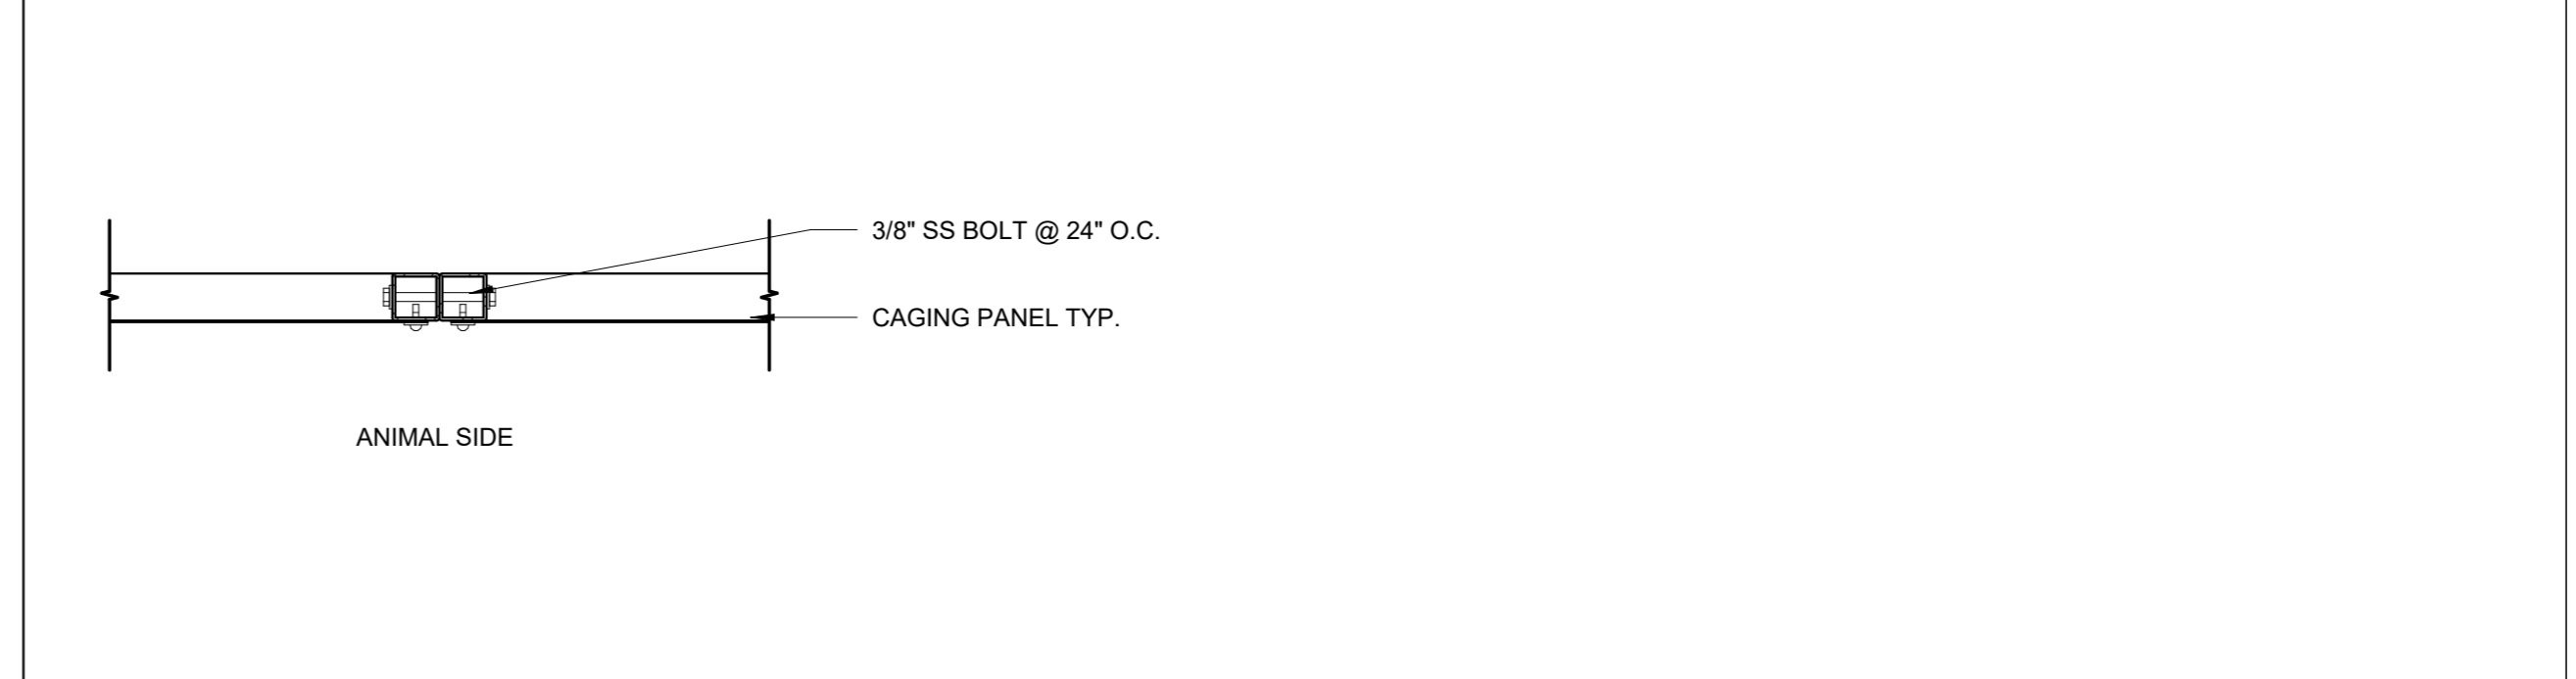 3/8" SS BOLT @ 24" O.C.
CAGING PANEL TYP.
ANIMAL SIDE